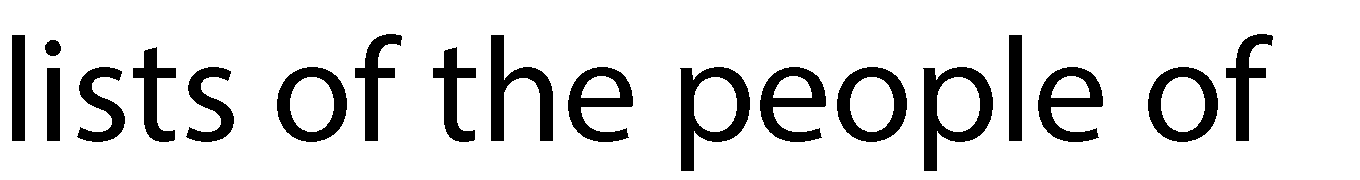 lists of the people of